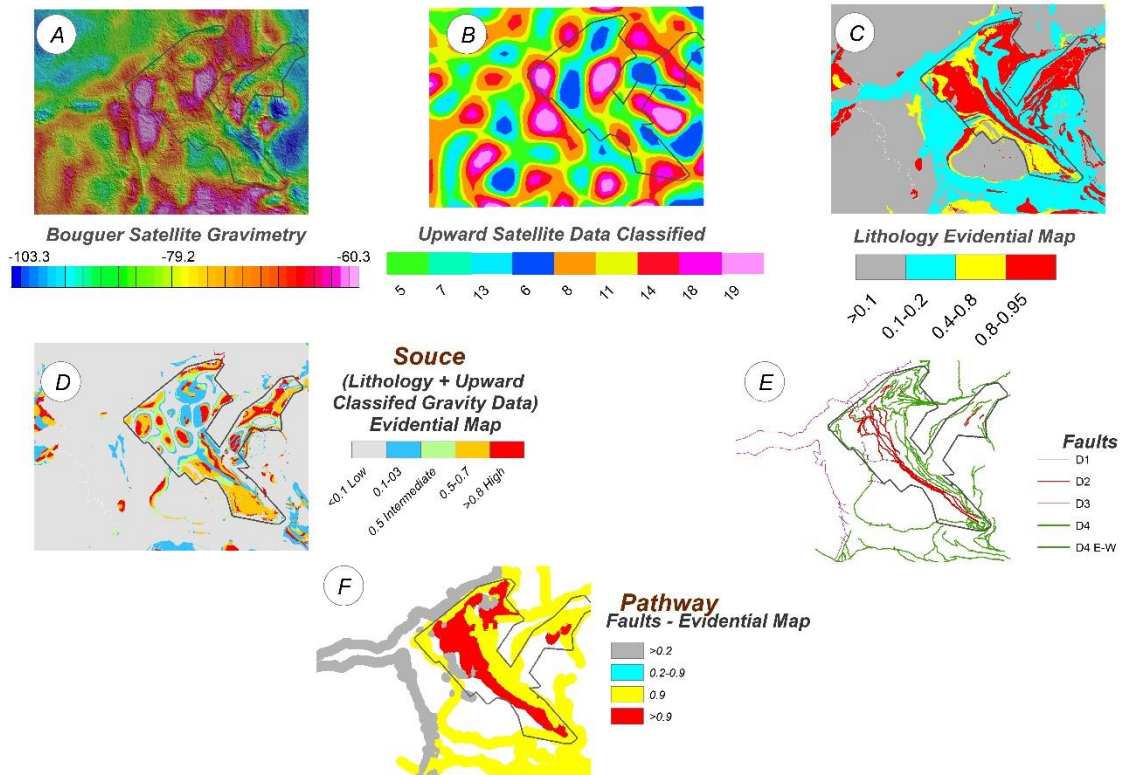 A
Bouguer Satellite Gravimetry
-103.3 -79.2 -60.3
B
Upward Satellite Data Classified
5 7 13 6 8 11 14 18 19
C
Lithology Evidential Map
>0.1 0.1-0.2 0.4-0.8 0.8-0.95
D
Souce
(Lithology + Upward
Classifed Gravity Data)
Evidential Map
<0.1 Low 0.1-03 0.5 Intermediate 0.5-0.7 >0.8 High
E
Faults
D1
D2
D3
D4
D4 E-W
F
Pathway
Faults - Evidential Map
>0.2
0.2-0.9
0.9
>0.9